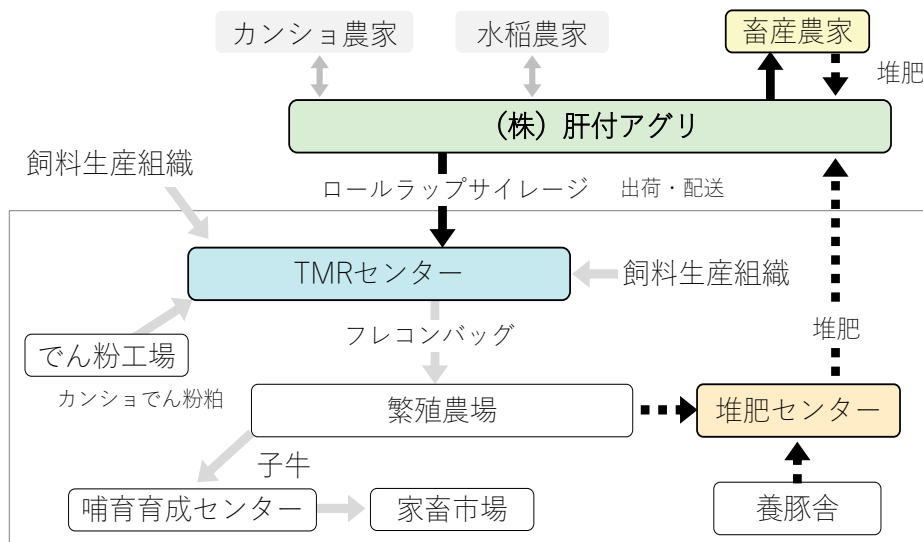 カンショ農家
水稲農家
畜産農家
堆肥
（株）肝付アグリ
飼料生産組織
ロールラップサイレージ
出荷・配送
TMRセンター
飼料生産組織
フレコンバッグ
堆肥
でん粉工場
カンショでん粉粕
繁殖農場
堆肥センター
子牛
哺育育成センター
家畜市場
養豚舎